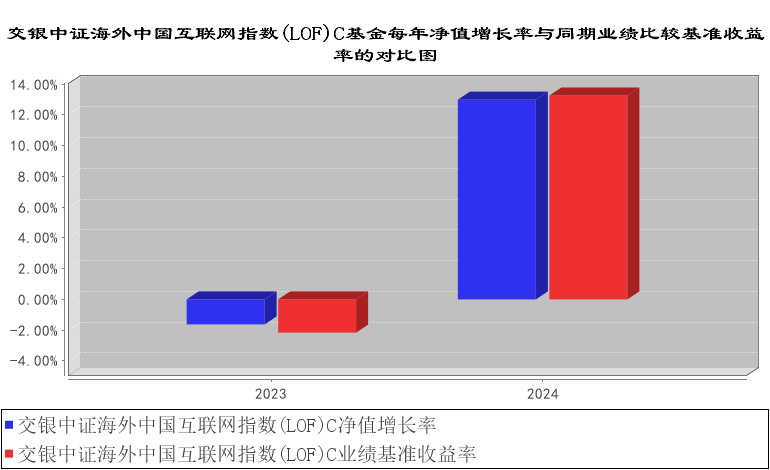 交银中证海外中国互联网指数(LOF)C基金每年净值增长率与同期业绩比较基准收益
率的对比图
14.00%
12.00%
10.00%
8.00%
6.00%
4.00%
2.00%
0.00%
-2.00%
-4.00%
2023 2024
交银中证海外中国互联网指数(LOF)C净值增长率
交银中证海外中国互联网指数(LOF)C业绩基准收益率